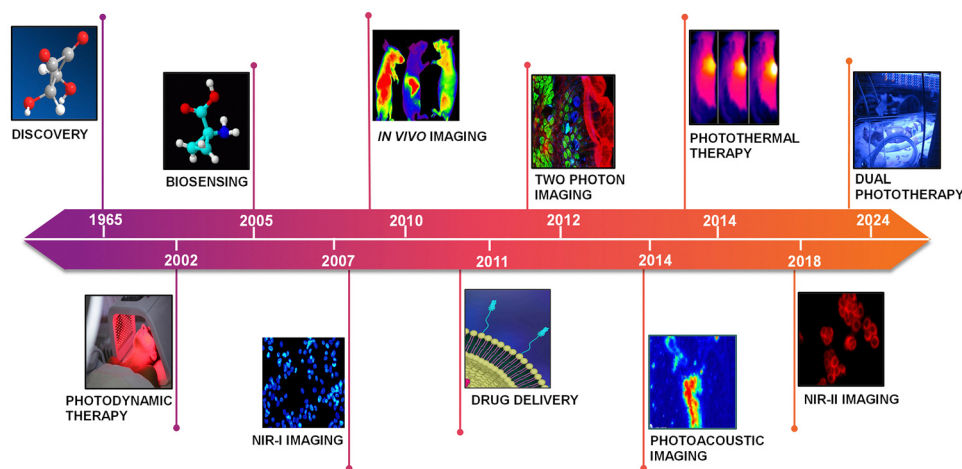 DISCOVERY
BIOSENSING
IN VIVO IMAGING
TWO PHOTON
IMAGING
PHOTOTHERMAL
THERAPY
DUAL
PHOTOTHERAPY
1965
2005
2010
2012
2014
2024
2002
2007
2011
2014
2018
PHOTODYNAMIC
THERAPY
NIR-I IMAGING
DRUG DELIVERY
PHOTOACOUSTIC
IMAGING
NIR-II IMAGING